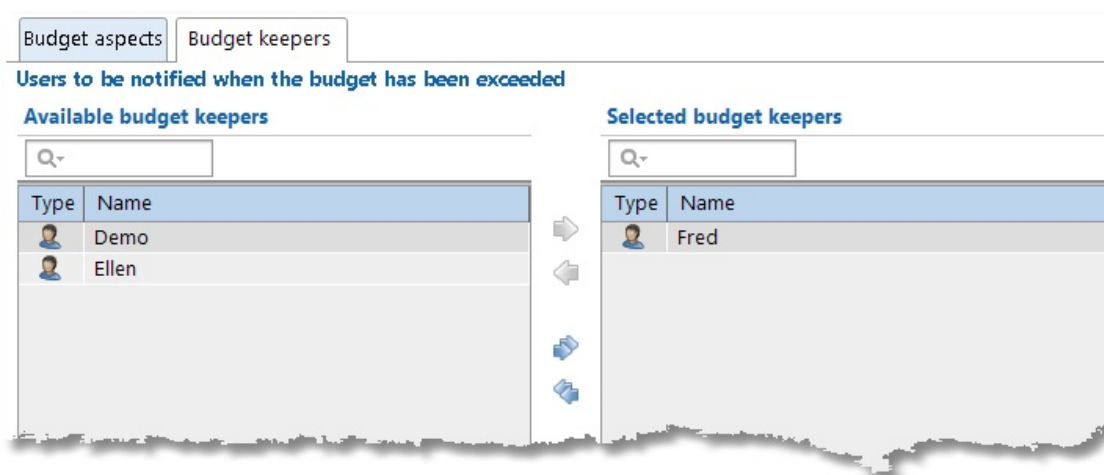 Budget aspects
Budget keepers
Users to be notified when the budget has been exceeded
Available budget keepers
Selected budget keepers
Type Name
Type Name
Demo
Fred
Ellen